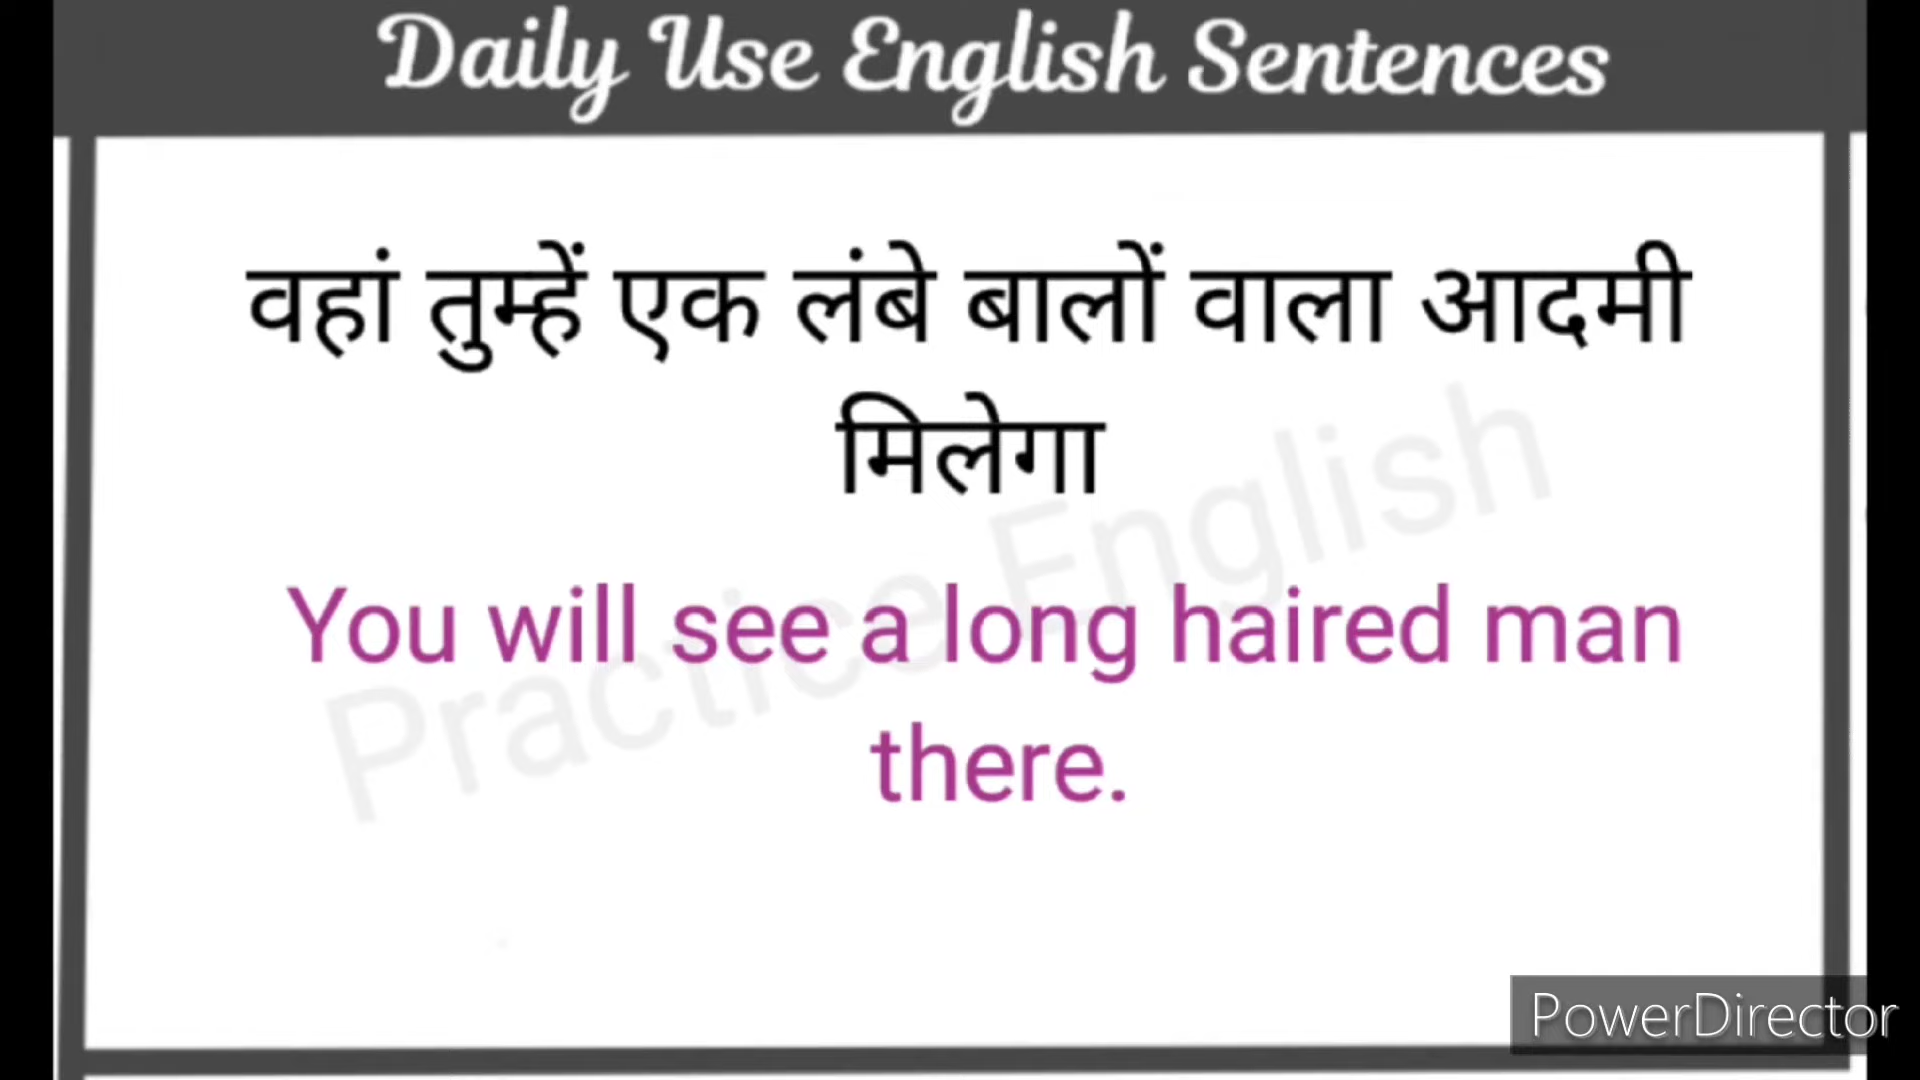 Daily Use English Sentences
वहां तुम्हें एक लंबे बालों वाला आदमी
मिलेगा
Practice English
You will see a long haired man
there.
PowerDirector